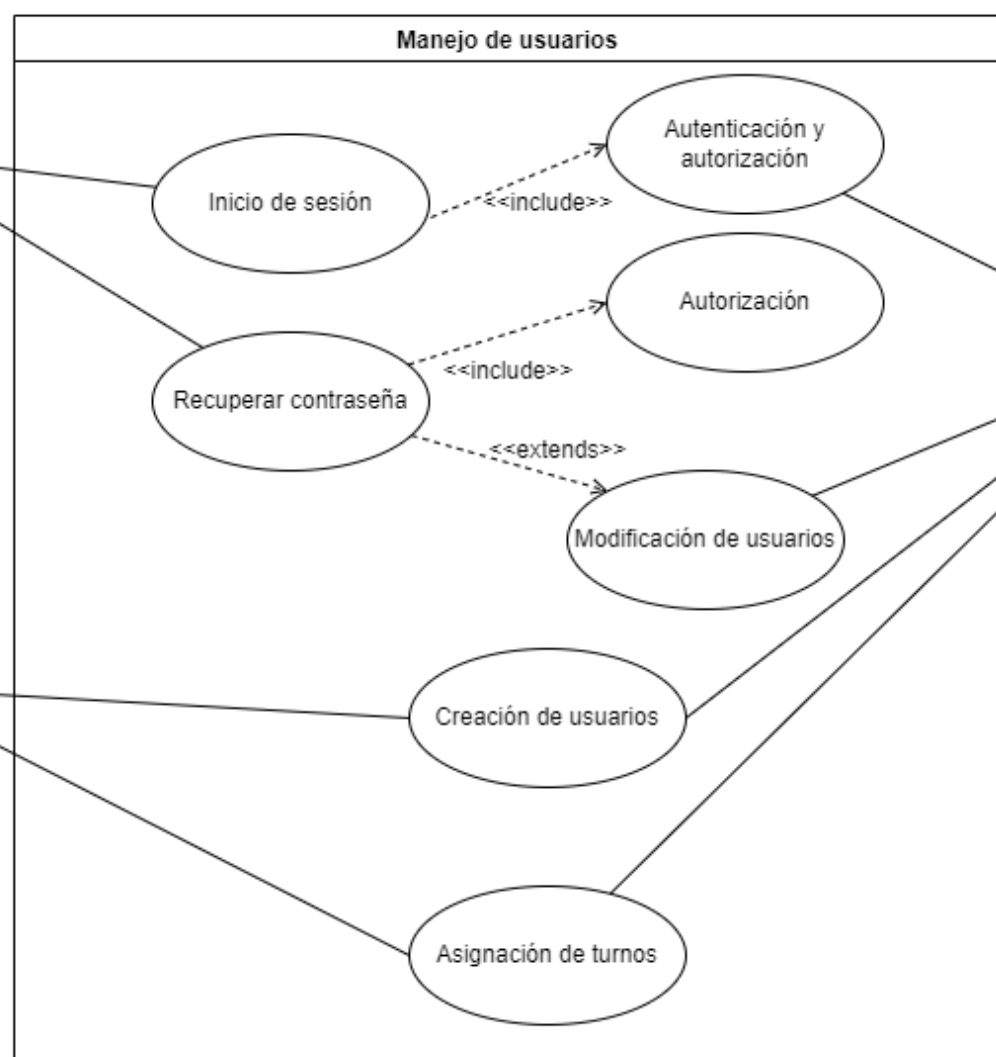 Manejo de usuarios
Autenticación y
autorización
Inicio de sesión
<<include>>
Autorización
<<include>>
Recuperar contraseña
<<extends>>
Modificación de usuarios
Creación de usuarios
Asignación de turnos